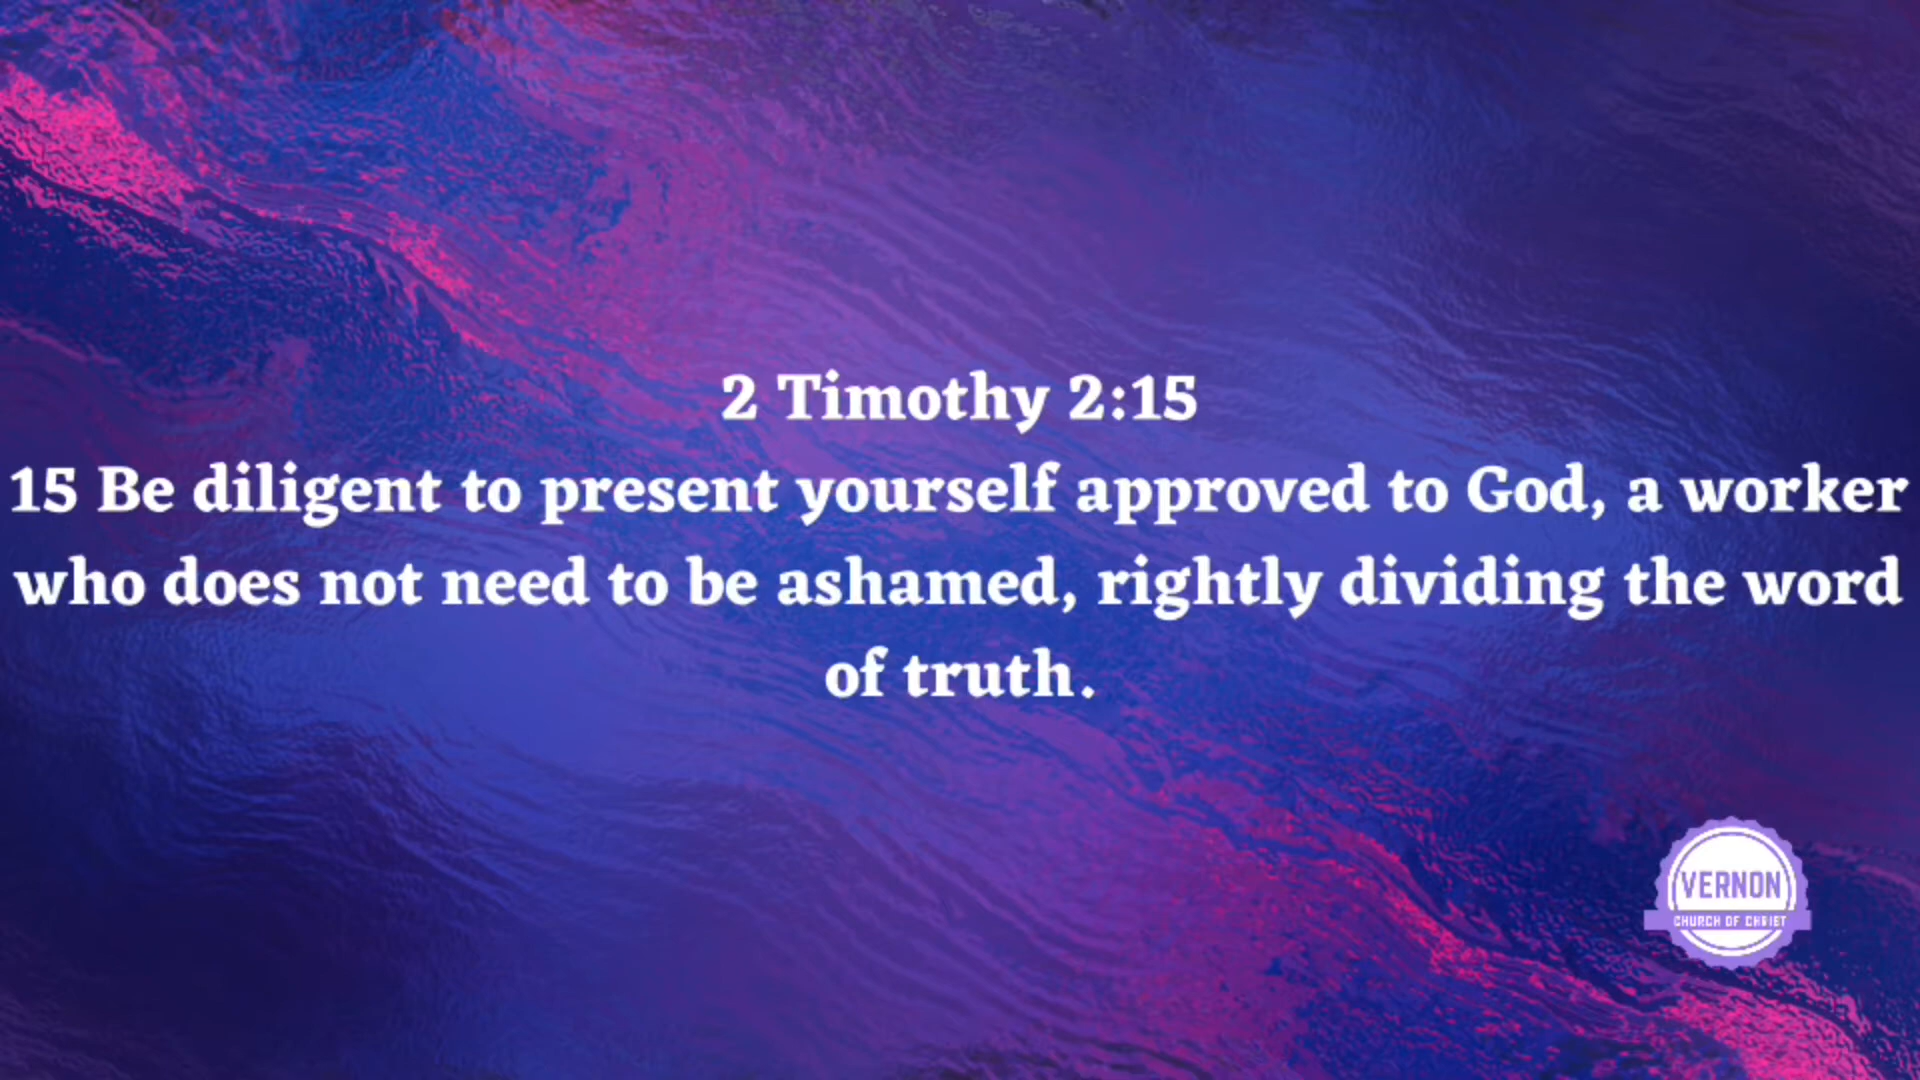 2 Timothy 2:15
15 Be diligent to present yourself approved to God, a worker
who does not need to be ashamed, rightly dividing the word
of truth.
VERNON
CHURCH OF CHRIST